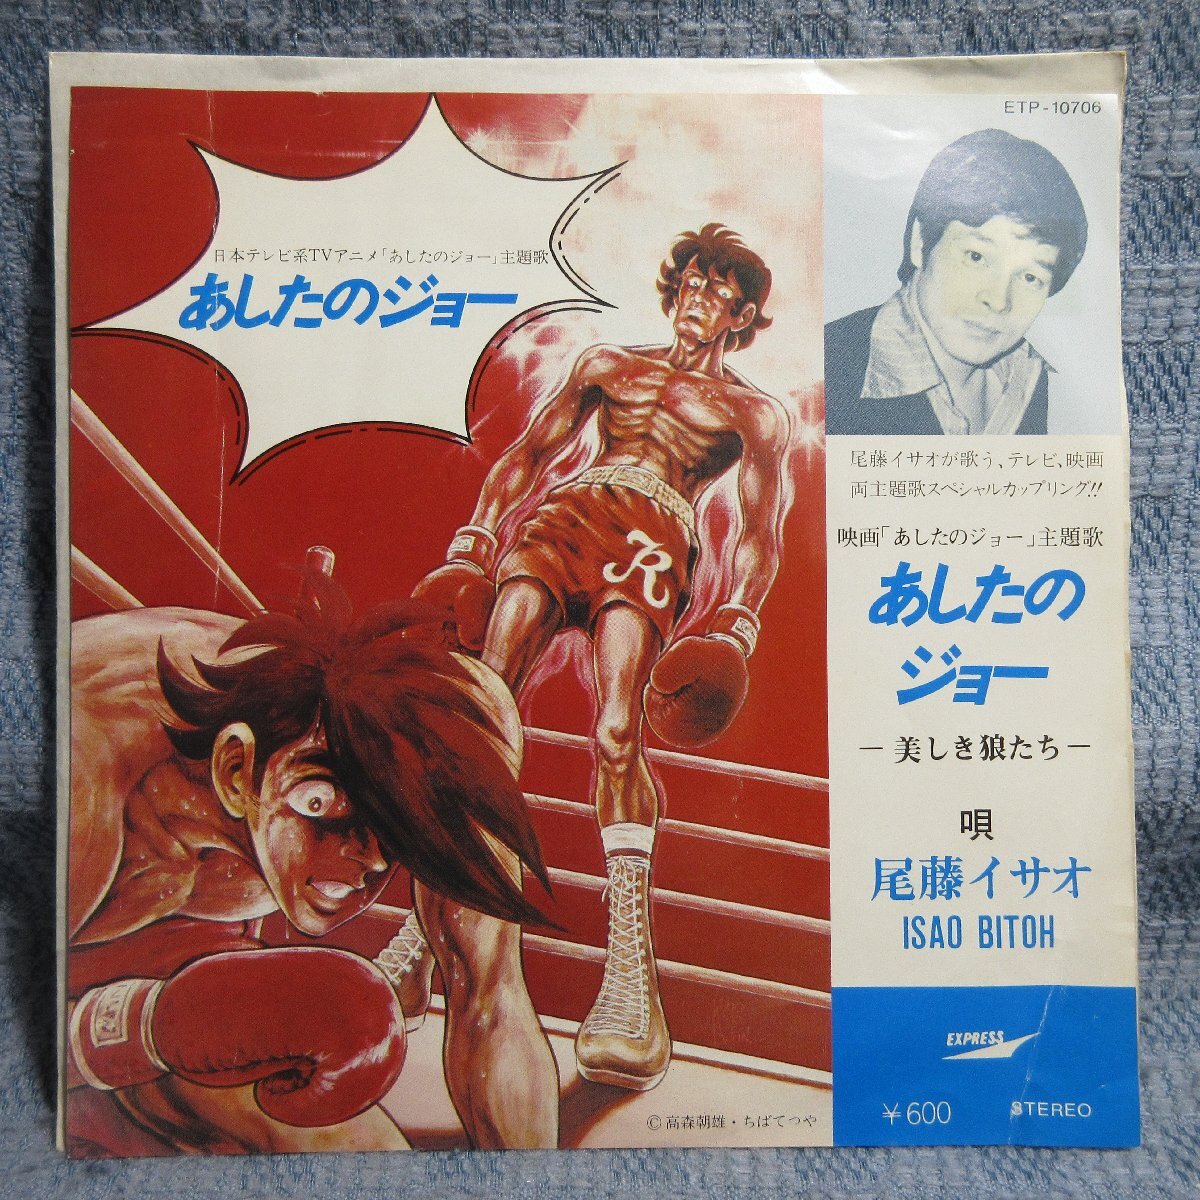 ETP-10706
日本テレビ系TVアニメ「あしたのジョー」主題歌
あしたのジョー
尾藤イサオが歌う、テレビ、映画
両主題歌スペシャルカップリング!!
映画「あしたのジョー」主題歌
あしたの
ジョー
―美しき狼たち―
唄
尾藤イサオ
ISAO BITOH
EXPRESS
¥600
STEREO
©高森朝雄・ちばてつや